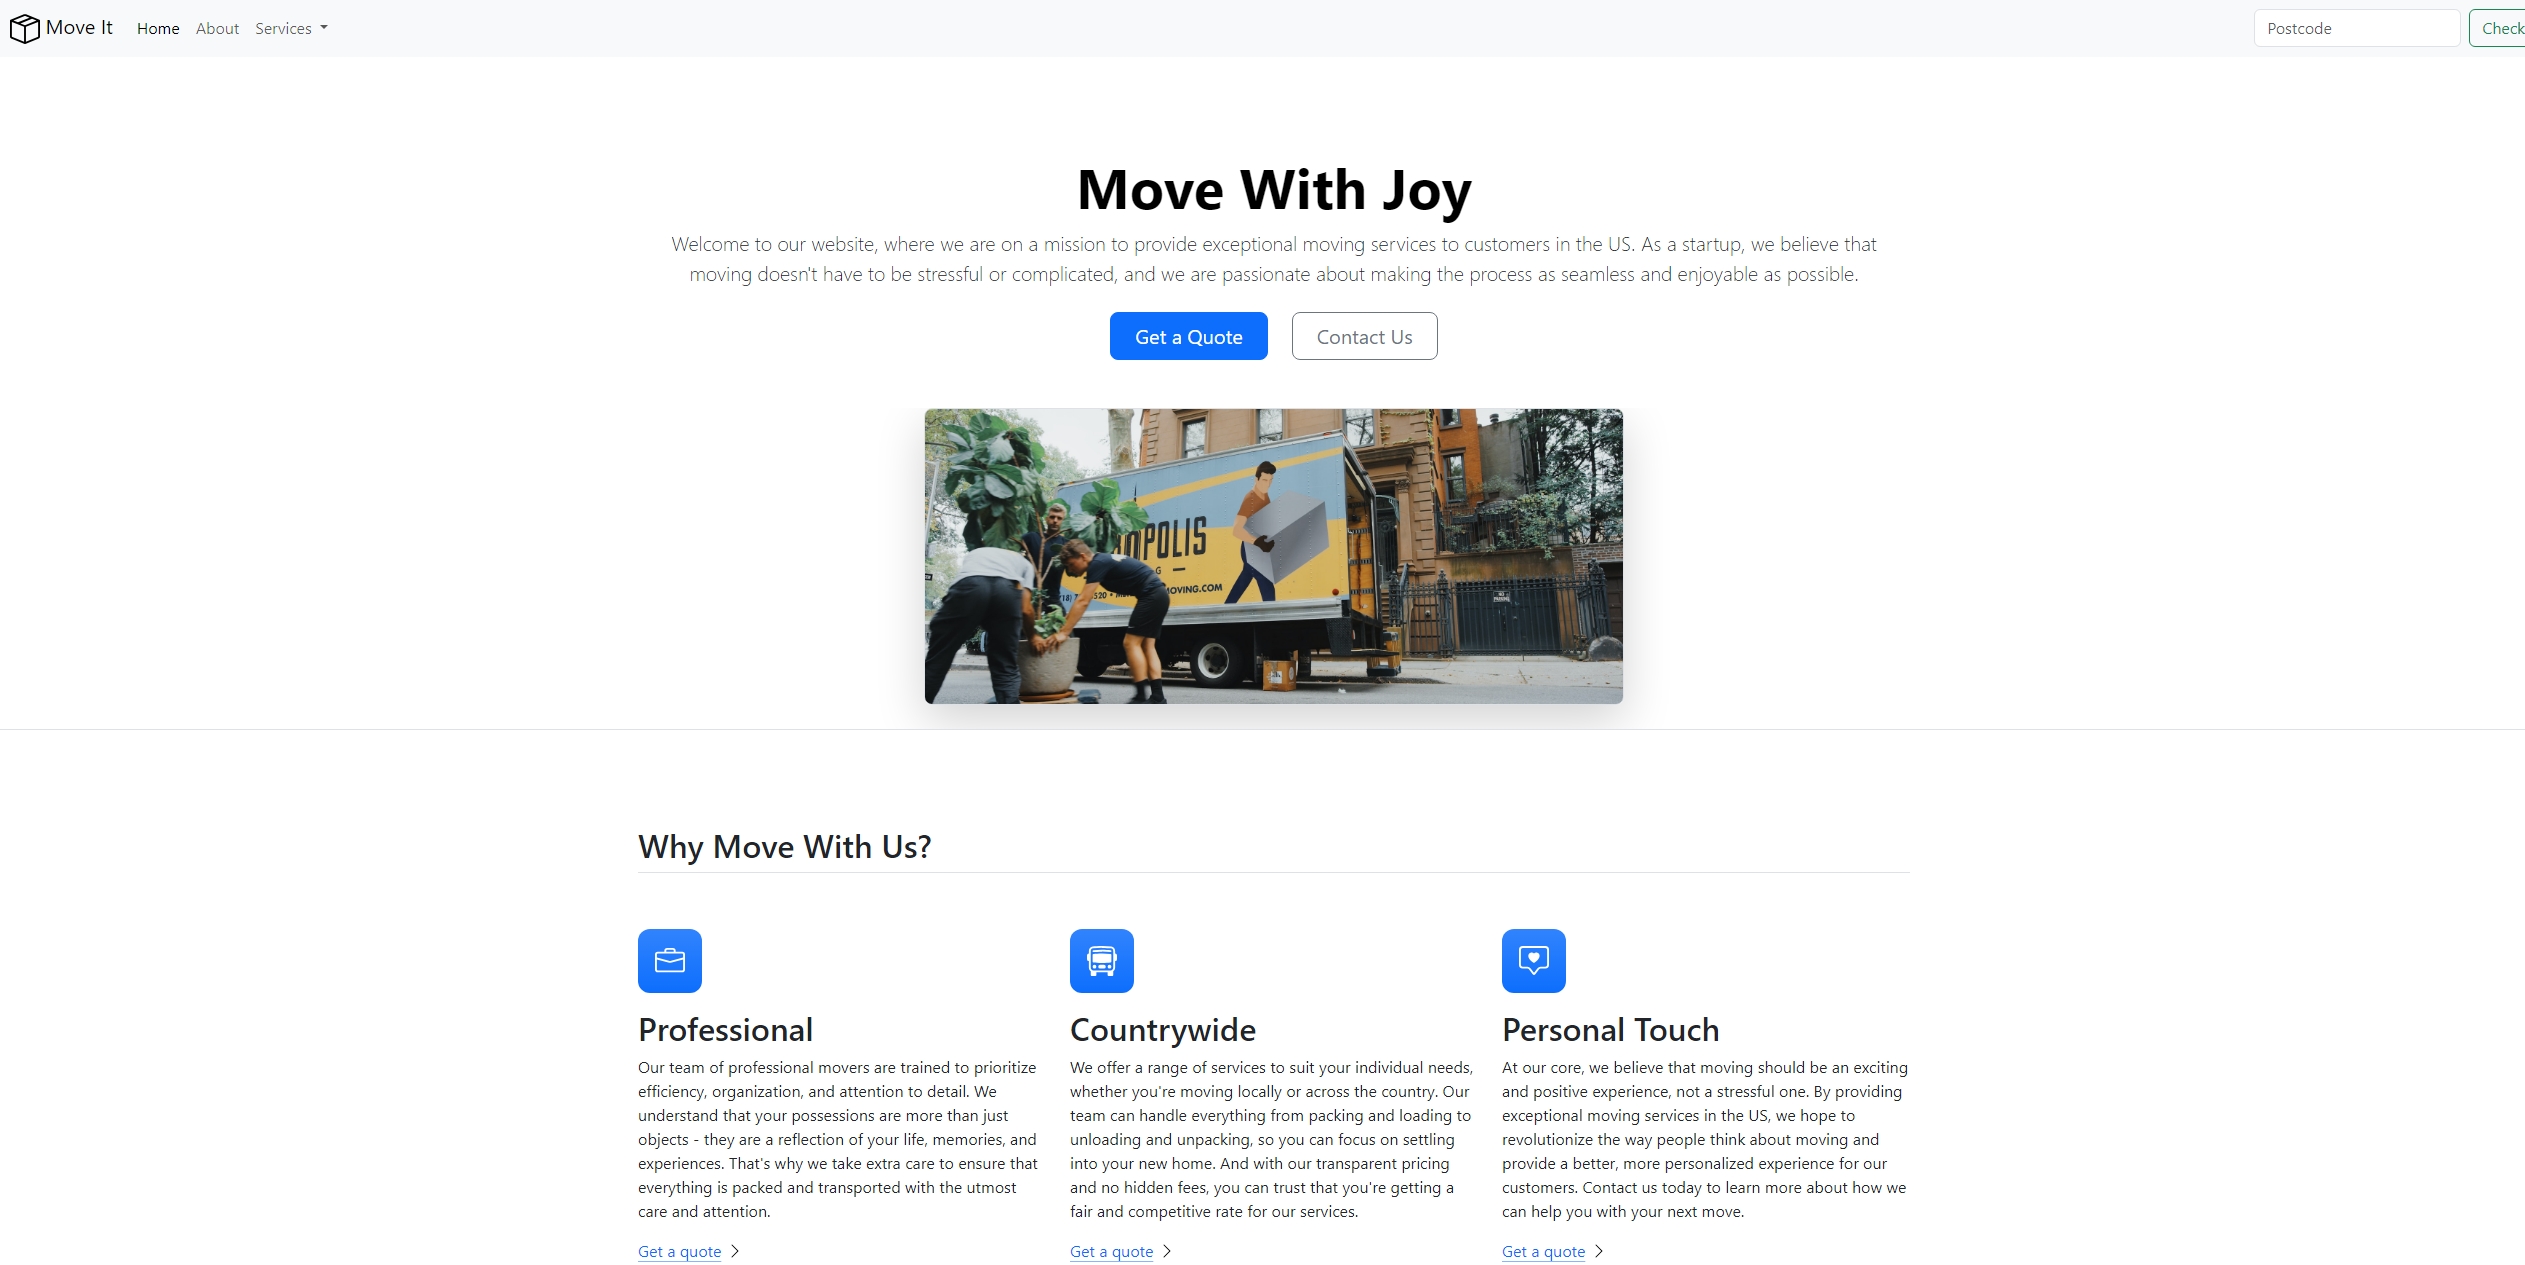 Move It
Home
About
Services
Postcode
Check
Move With Joy
Welcome to our website, where we are on a mission to provide exceptional moving services to customers in the US. As a startup, we believe that
moving doesn't have to be stressful or complicated, and we are passionate about making the process as seamless and enjoyable as possible.
Get a Quote
Contact Us
POLIS
MOVING.COM
Why Move With Us?
Professional
Our team of professional movers are trained to prioritize
efficiency, organization, and attention to detail. We
understand that your possessions are more than just
objects - they are a reflection of your life, memories, and
experiences. That's why we take extra care to ensure that
everything is packed and transported with the utmost
care and attention.
Get a quote
Countrywide
We offer a range of services to suit your individual needs,
whether you're moving locally or across the country. Our
team can handle everything from packing and loading to
unloading and unpacking, so you can focus on settling
into your new home. And with our transparent pricing
and no hidden fees, you can trust that you're getting a
fair and competitive rate for our services.
Get a quote
Personal Touch
At our core, we believe that moving should be an exciting
and positive experience, not a stressful one. By providing
exceptional moving services in the US, we hope to
revolutionize the way people think about moving and
provide a better, more personalized experience for our
customers. Contact us today to learn more about how we
can help you with your next move.
Get a quote